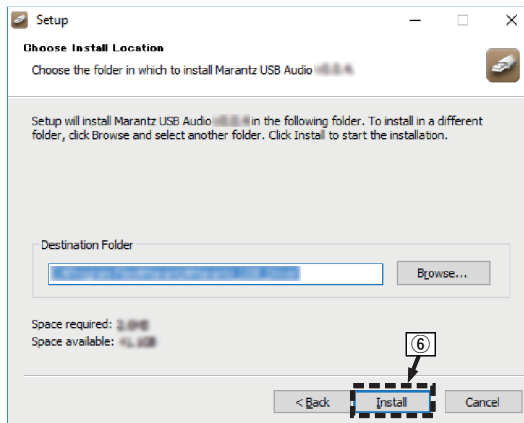 Setup
Choose Install Location
Choose the folder in which to install Marantz USB Audio
Setup will install Marantz USB Audio in the following folder. To install in a different
folder, click Browse and select another folder. Click Install to start the installation.
Destination Folder
Browse...
Space required:
Space available:
⑥
< Back Install Cancel